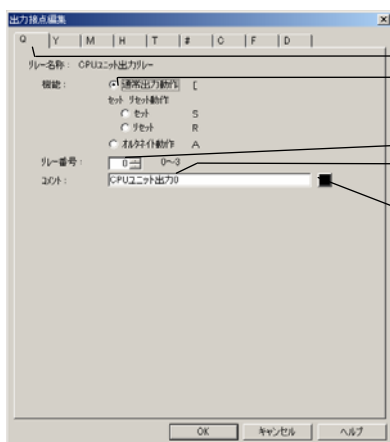 出力接点編集
Q Y M H T # C F D
リレー名称： CPUユニット出力リレー
機能： 通常出力動作 [
セット リセット動作
セット S
リセット R
オルタネイト動作 A
リレー番号： 0 0～3
コメント： CPUユニット出力0
OK キャンセル ヘルプ